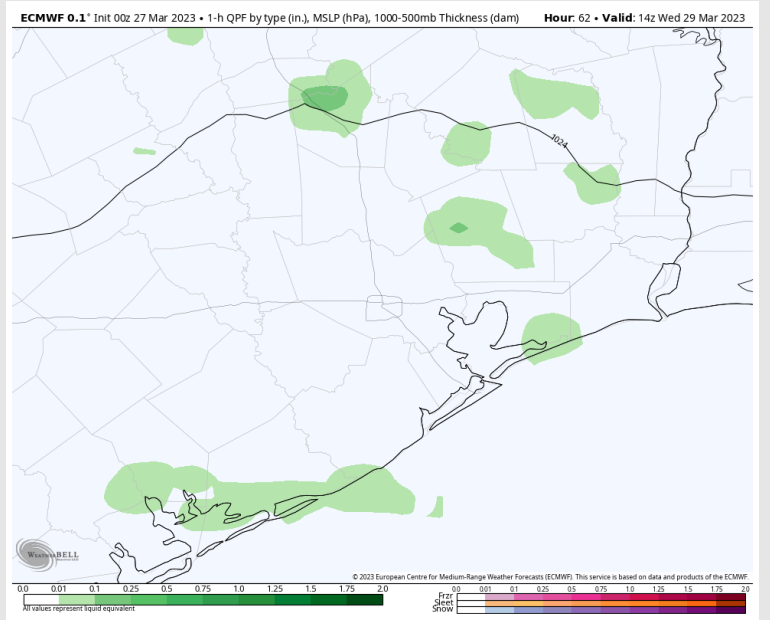 ECMWF 0.1° Init 00z 27 Mar 2023 • 1-h QPF by type (in.), MSLP (hPa), 1000-500mb Thickness (dam) Hour: 62 • Valid: 14z Wed 29 Mar 2023
1024
WEATHERBELL
© 2023 European Centre for Medium-Range Weather Forecasts (ECMWF). This service is based on data and products of the ECMWF.
0.0 0.01 0.1 0.25 0.5 0.75 1.0 1.25 1.5 1.75 2.0
All values represent liquid equivalent
0.0 .001 0.1 0.25 0.5 0.75 1.0 1.25 1.5 1.75 2.0
Frzr
Sleet
Snow